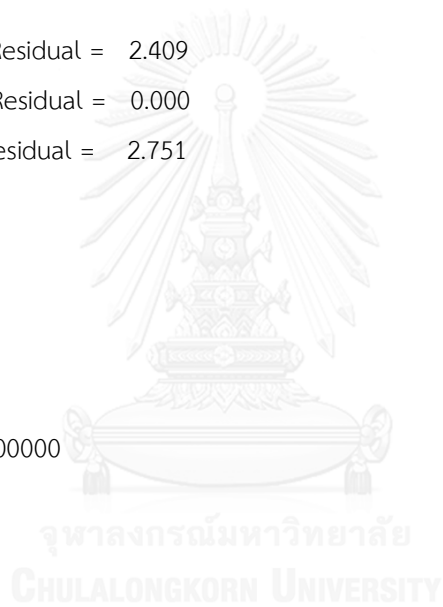 Residual = 2.409
Residual = 0.000
esidual = 2.751
00000
จุฬาลงกรณ์มหาวิทยาลัย
CHULALONGKORN UNIVERSITY